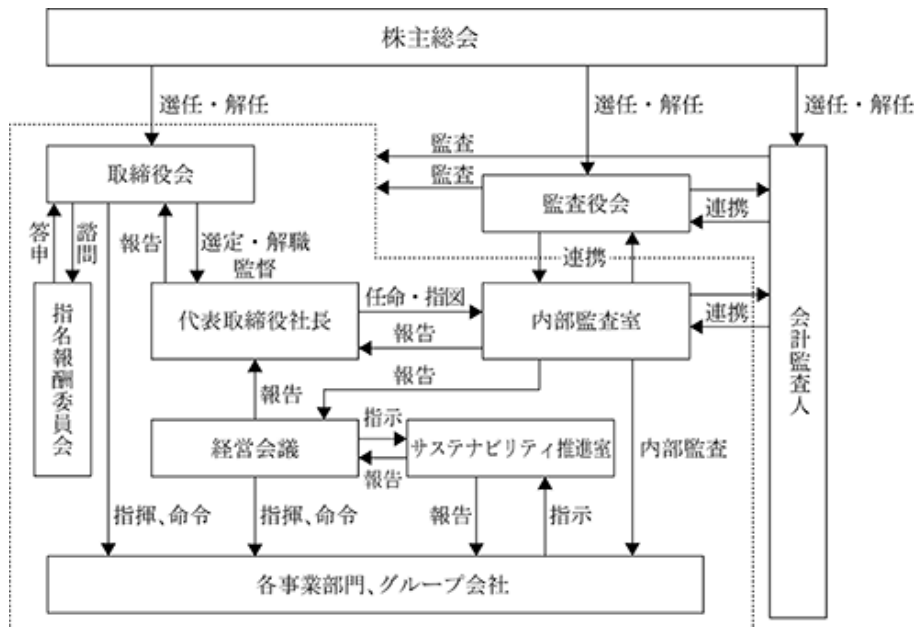 株主総会
選任・解任
選任・解任
選任・解任
取締役会
監査
監査
監査役会
連携
答申
諮問
報告
選定・解職
監督
連携
指名報酬委員会
代表取締役社長
任命・指図
報告
内部監査室
連携
会計監査人
報告
報告
経営会議
指示
報告
サステナビリティ推進室
内部監査
指揮、命令
指揮、命令
報告
指示
各事業部門、グループ会社